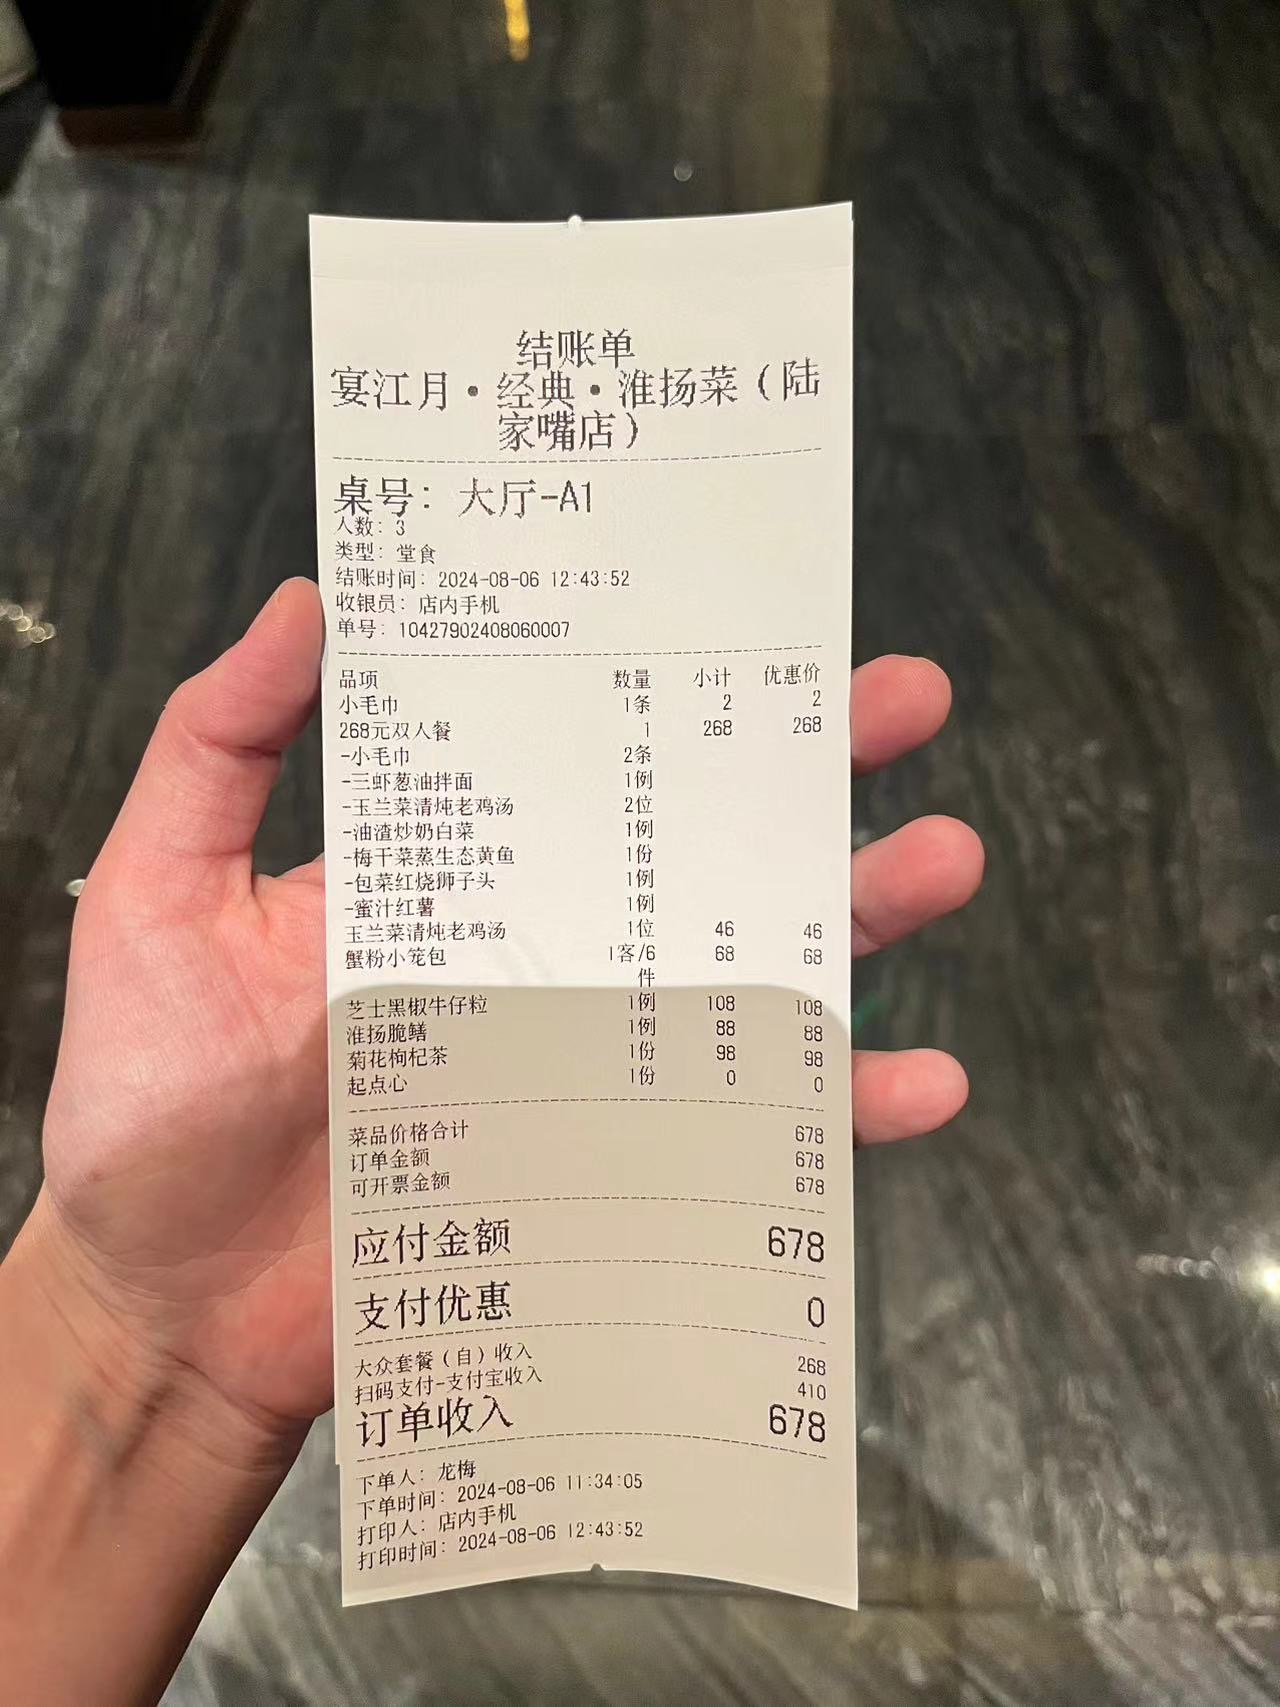 结账单
宴江月·经典·淮扬菜（陆
家嘴店）
桌号: 大厅-A1
人数: 3
类型: 堂食
结账时间: 2024-08-06 12:43:52
收银员: 店内手机
单号: 10427902408060007
品项 数量 小计 优惠价
小毛巾 1条 2 2
268元双人餐 1 268 268
-小毛巾 2条
-三虾葱油拌面 1例
-玉兰菜清炖老鸡汤 2位
-油渣炒奶白菜 1例
-梅干菜蒸生态黄鱼 1份
-包菜红烧狮子头 1例
-蜜汁红薯 1例
玉兰菜清炖老鸡汤 1位 46 46
蟹粉小笼包 1客/6 68 68
件
芝士黑椒牛仔粒 1例 108 108
淮扬脆鳝 1例 88 88
菊花枸杞茶 1份 98 98
起点心 1份 0 0
菜品价格合计 678
订单金额 678
可开票金额 678
应付金额 678
支付优惠 0
大众套餐（自）收入 268
扫码支付-支付宝收入 410
订单收入 678
下单人: 龙梅
下单时间: 2024-08-06 11:34:05
打印人: 店内手机
打印时间: 2024-08-06 12:43:52